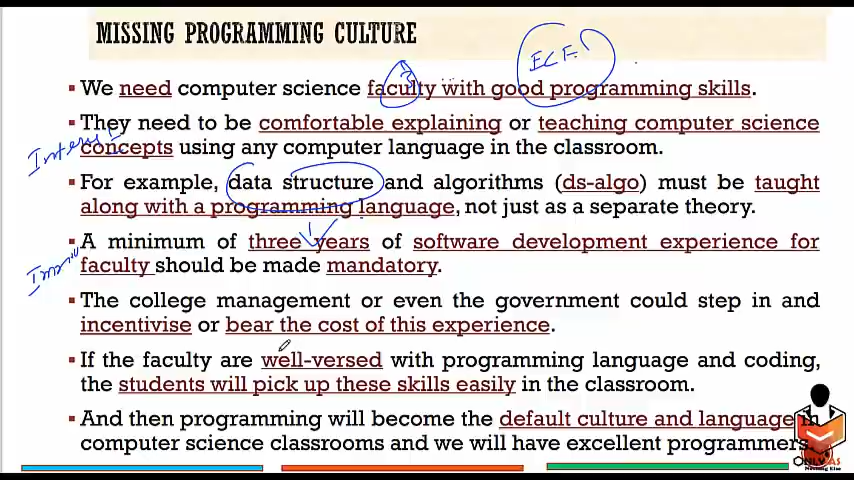 MISSING PROGRAMMING CULTURE
ECE
▪ We need computer science faculty with good programming skills.
▪ They need to be comfortable explaining or teaching computer science
concepts using any computer language in the classroom.
▪ For example, data structure and algorithms (ds-algo) must be taught
along with a programming language, not just as a separate theory.
▪ A minimum of three years of software development experience for
faculty should be made mandatory.
▪ The college management or even the government could step in and
incentivise or bear the cost of this experience.
▪ If the faculty are well-versed with programming language and coding,
the students will pick up these skills easily in the classroom.
▪ And then programming will become the default culture and language in
computer science classrooms and we will have excellent programmers.